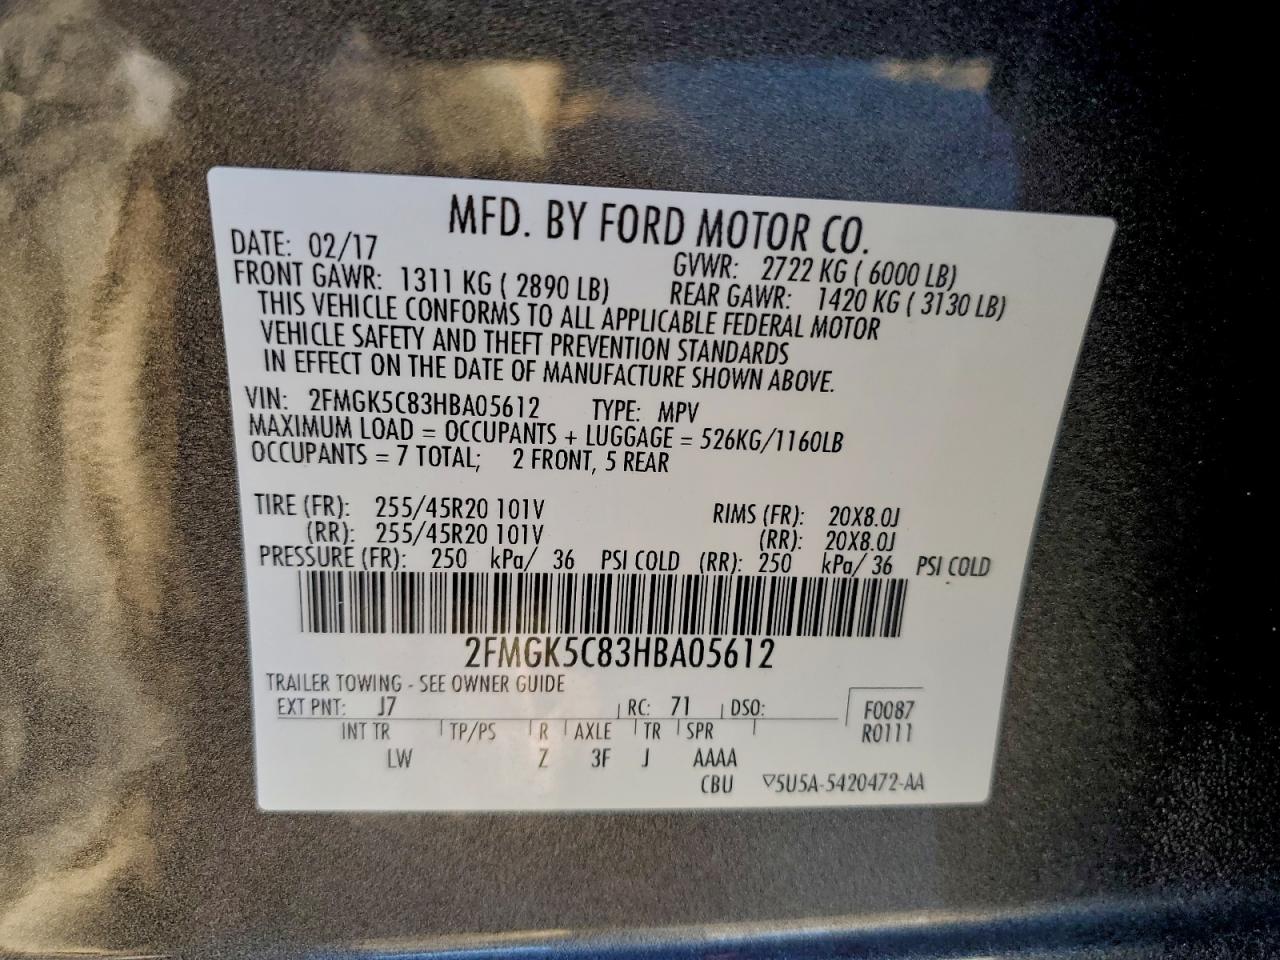 MFD. BY FORD MOTOR CO.
DATE: 02/17 GVWR: 2722 KG ( 6000 LB)
FRONT GAWR: 1311 KG ( 2890 LB) REAR GAWR: 1420 KG ( 3130 LB)
THIS VEHICLE CONFORMS TO ALL APPLICABLE FEDERAL MOTOR
VEHICLE SAFETY AND THEFT PREVENTION STANDARDS
IN EFFECT ON THE DATE OF MANUFACTURE SHOWN ABOVE.
VIN: 2FMGK5C83HBA05612 TYPE: MPV
MAXIMUM LOAD = OCCUPANTS + LUGGAGE = 526KG/1160LB
OCCUPANTS = 7 TOTAL; 2 FRONT, 5 REAR
TIRE (FR): 255/45R20 101V RIMS (FR): 20X8.0J
(RR): 255/45R20 101V (RR): 20X8.0J
PRESSURE (FR): 250 kPa/ 36 PSI COLD (RR): 250 kPa/ 36 PSI COLD
2FMGK5C83HBA05612
TRAILER TOWING - SEE OWNER GUIDE
EXT PNT: J7 RC: 71 DSO: F0087
INT TR TP/PS R AXLE TR SPR R0111
LW Z 3F J AAAA
CBU ▽5U5A-5420472-AA